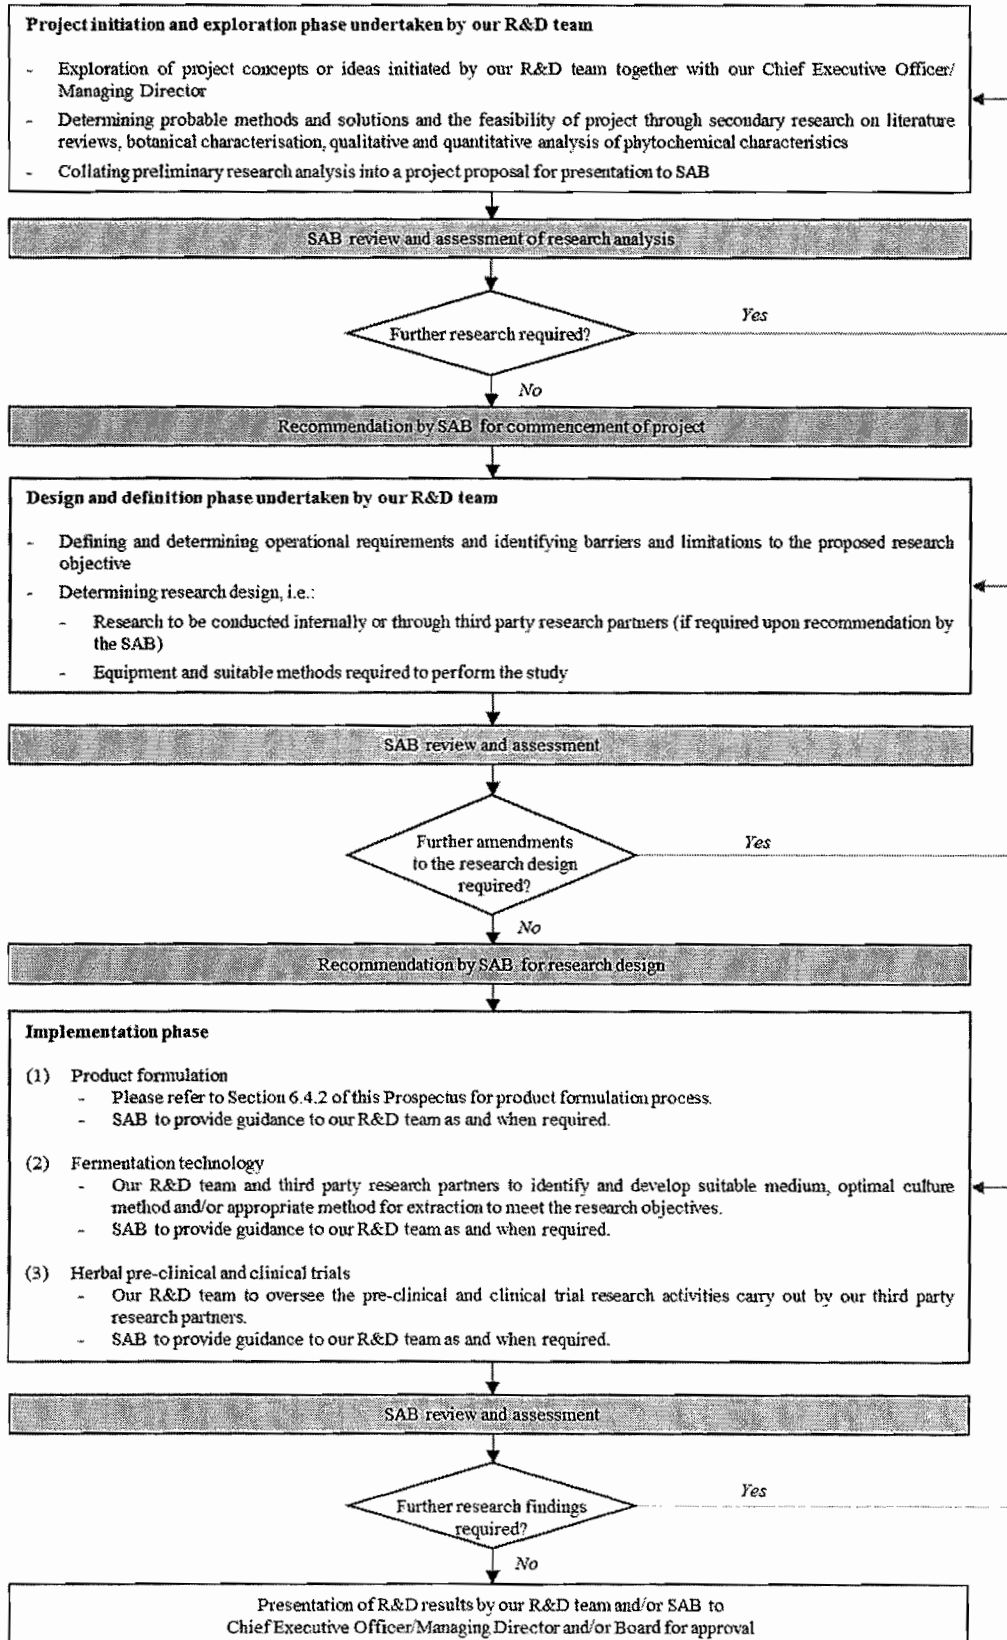 Project initiation and exploration phase undertaken by our R&D team
- Exploration of project concepts or ideas initiated by our R&D team together with our Chief Executive Officer/
Managing Director
- Determining probable methods and solutions and the feasibility of project through secondary research on literature
reviews, botanical characterisation, qualitative and quantitative analysis of phytochemical characteristics
- Collating preliminary research analysis into a project proposal for presentation to SAB
SAB review and assessment of research analysis
Further research required?
Yes
No
Recommendation by SAB for commencement of project
Design and definition phase undertaken by our R&D team
- Defining and determining operational requirements and identifying barriers and limitations to the proposed research
objective
- Determining research design, i.e.:
- Research to be conducted internally or through third party research partners (if required upon recommendation by
the SAB)
- Equipment and suitable methods required to perform the study
SAB review and assessment
Further amendments
to the research design
required?
Yes
No
Recommendation by SAB for research design
Implementation phase
(1) Product formulation
- Please refer to Section 6.4.2 of this Prospectus for product formulation process.
- SAB to provide guidance to our R&D team as and when required.
(2) Fermentation technology
- Our R&D team and third party research partners to identify and develop suitable medium, optimal culture
method and/or appropriate method for extraction to meet the research objectives.
- SAB to provide guidance to our R&D team as and when required.
(3) Herbal pre-clinical and clinical trials
- Our R&D team to oversee the pre-clinical and clinical trial research activities carry out by our third party
research partners.
- SAB to provide guidance to our R&D team as and when required.
SAB review and assessment
Further research findings
required?
Yes
No
Presentation of R&D results by our R&D team and/or SAB to
Chief Executive Officer/Managing Director and/or Board for approval